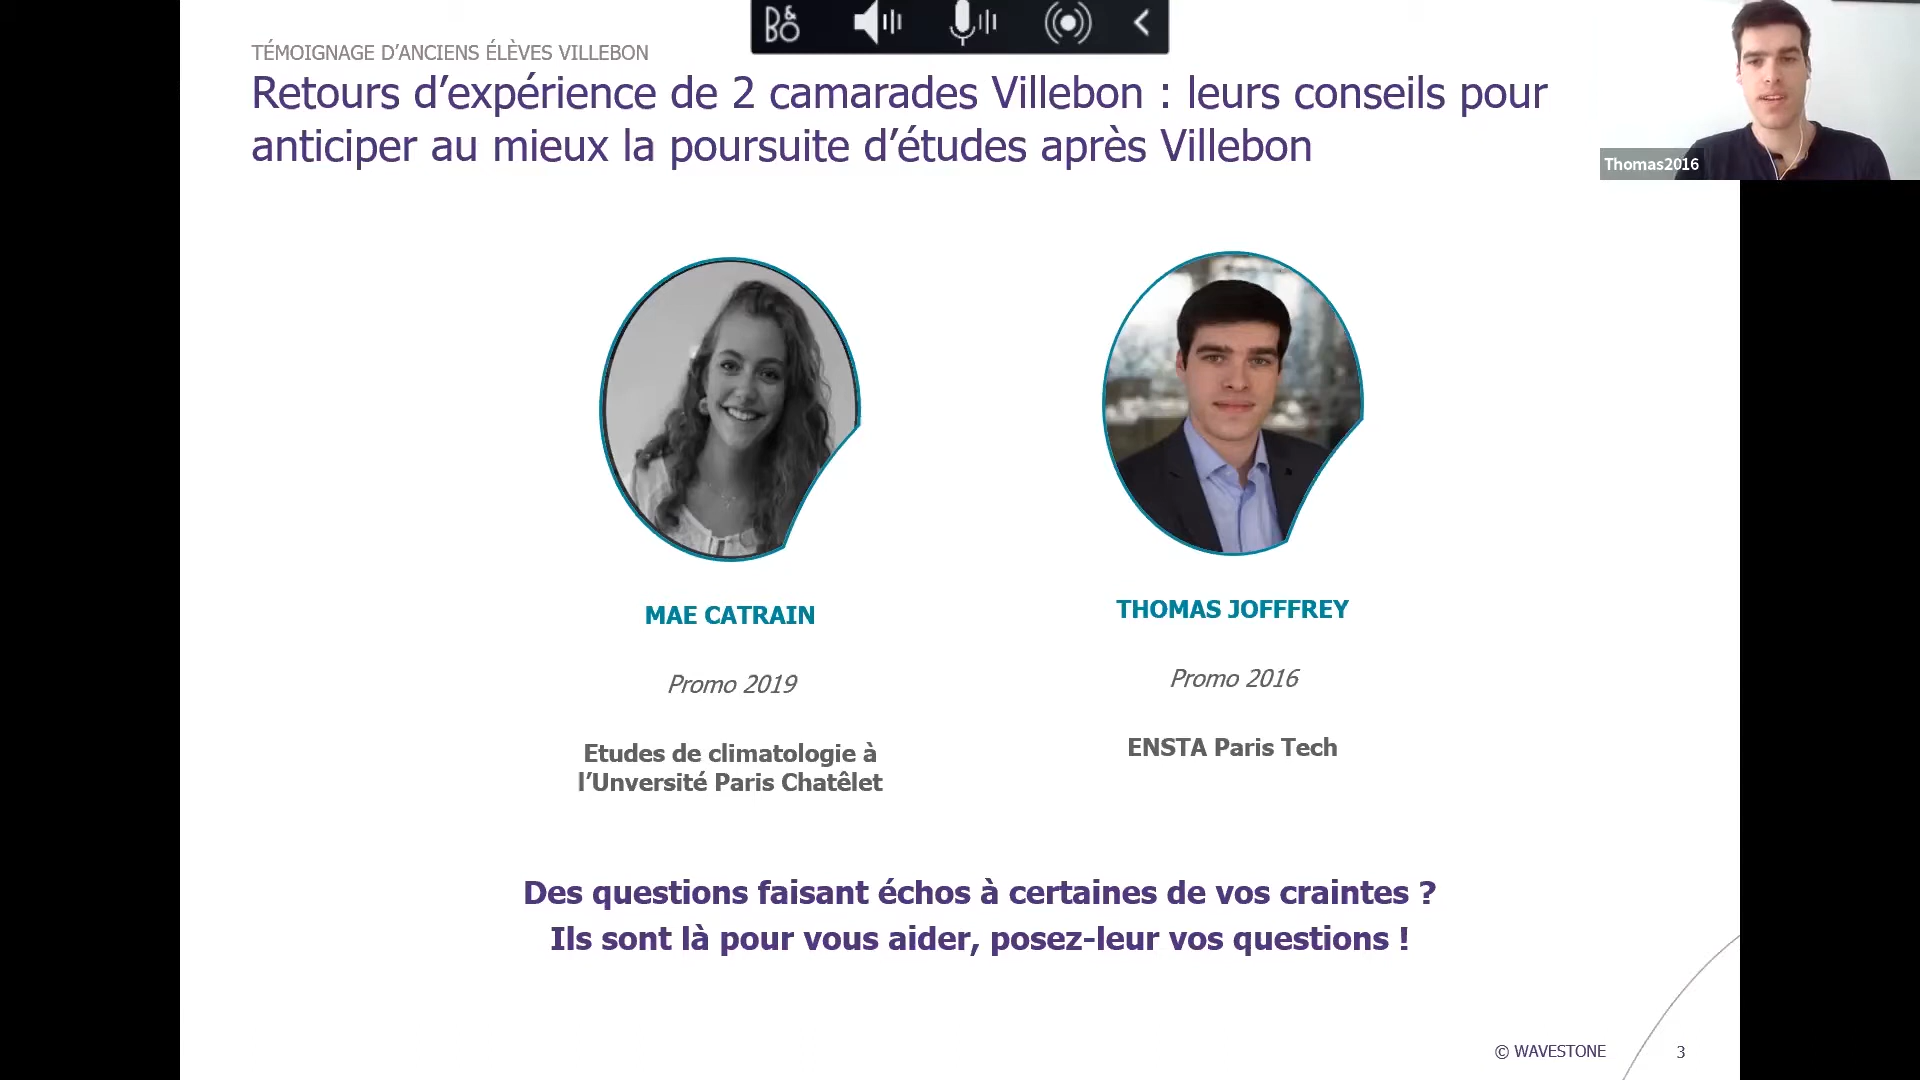 B&O
TÉMOIGNAGE D'ANCIENS ÉLÈVES VILLEBON
Retours d'expérience de 2 camarades Villebon : leurs conseils pour
anticiper au mieux la poursuite d'études après Villebon
Thomas2016
MAE CATRAIN
Promo 2019
Etudes de climatologie à
l'Unversité Paris Chatêlet
THOMAS JOFFFREY
Promo 2016
ENSTA Paris Tech
Des questions faisant échos à certaines de vos craintes ?
Ils sont là pour vous aider, posez-leur vos questions !
© WAVESTONE
3